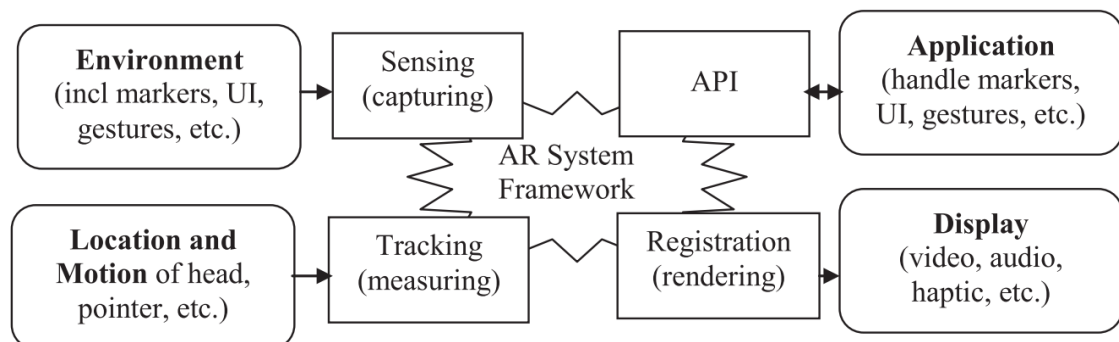 Environment
(incl markers, UI,
gestures, etc.)
Sensing
(capturing)
API
Application
(handle markers,
UI, gestures, etc.)
AR System
Framework
Location and
Motion of head,
pointer, etc.)
Tracking
(measuring)
Registration
(rendering)
Display
(video, audio,
haptic, etc.)